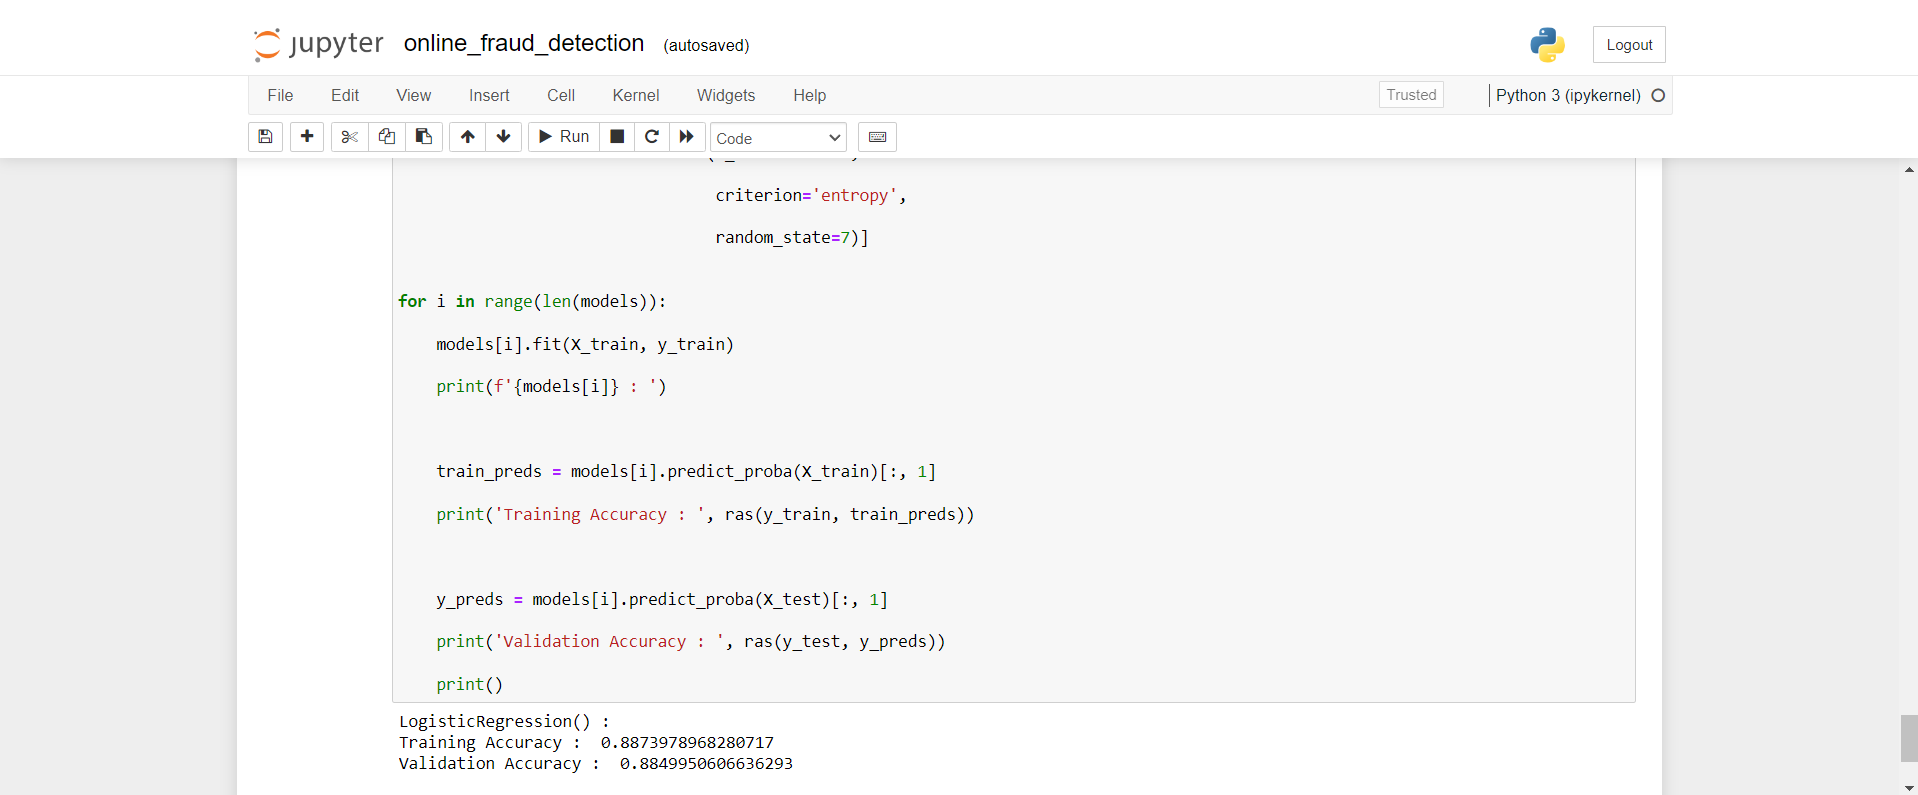 jupyter online_fraud_detection (autosaved) Logout
File Edit View Insert Cell Kernel Widgets Help Trusted Python 3 (ipykernel)
Run Code
criterion='entropy',
random_state=7)]
for i in range(len(models)):
models[i].fit(X_train, y_train)
print(f'{models[i]} : ')
train_preds = models[i].predict_proba(X_train)[:, 1]
print('Training Accuracy : ', ras(y_train, train_preds))
y_preds = models[i].predict_proba(X_test)[:, 1]
print('Validation Accuracy : ', ras(y_test, y_preds))
print()
LogisticRegression() :
Training Accuracy :  0.8873978968280717
Validation Accuracy :  0.8849950606636293